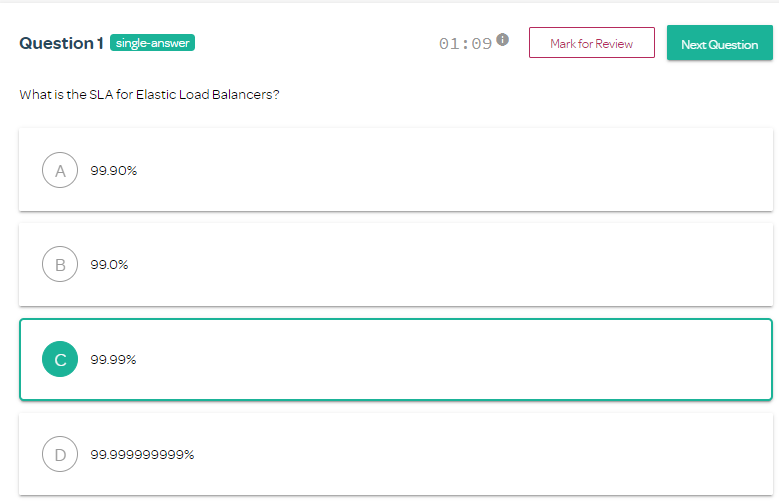 Question 1 single-answer 01:09 i Mark for Review Next Question
What is the SLA for Elastic Load Balancers?
A 99.90%
B 99.0%
C 99.99%
D 99.999999999%